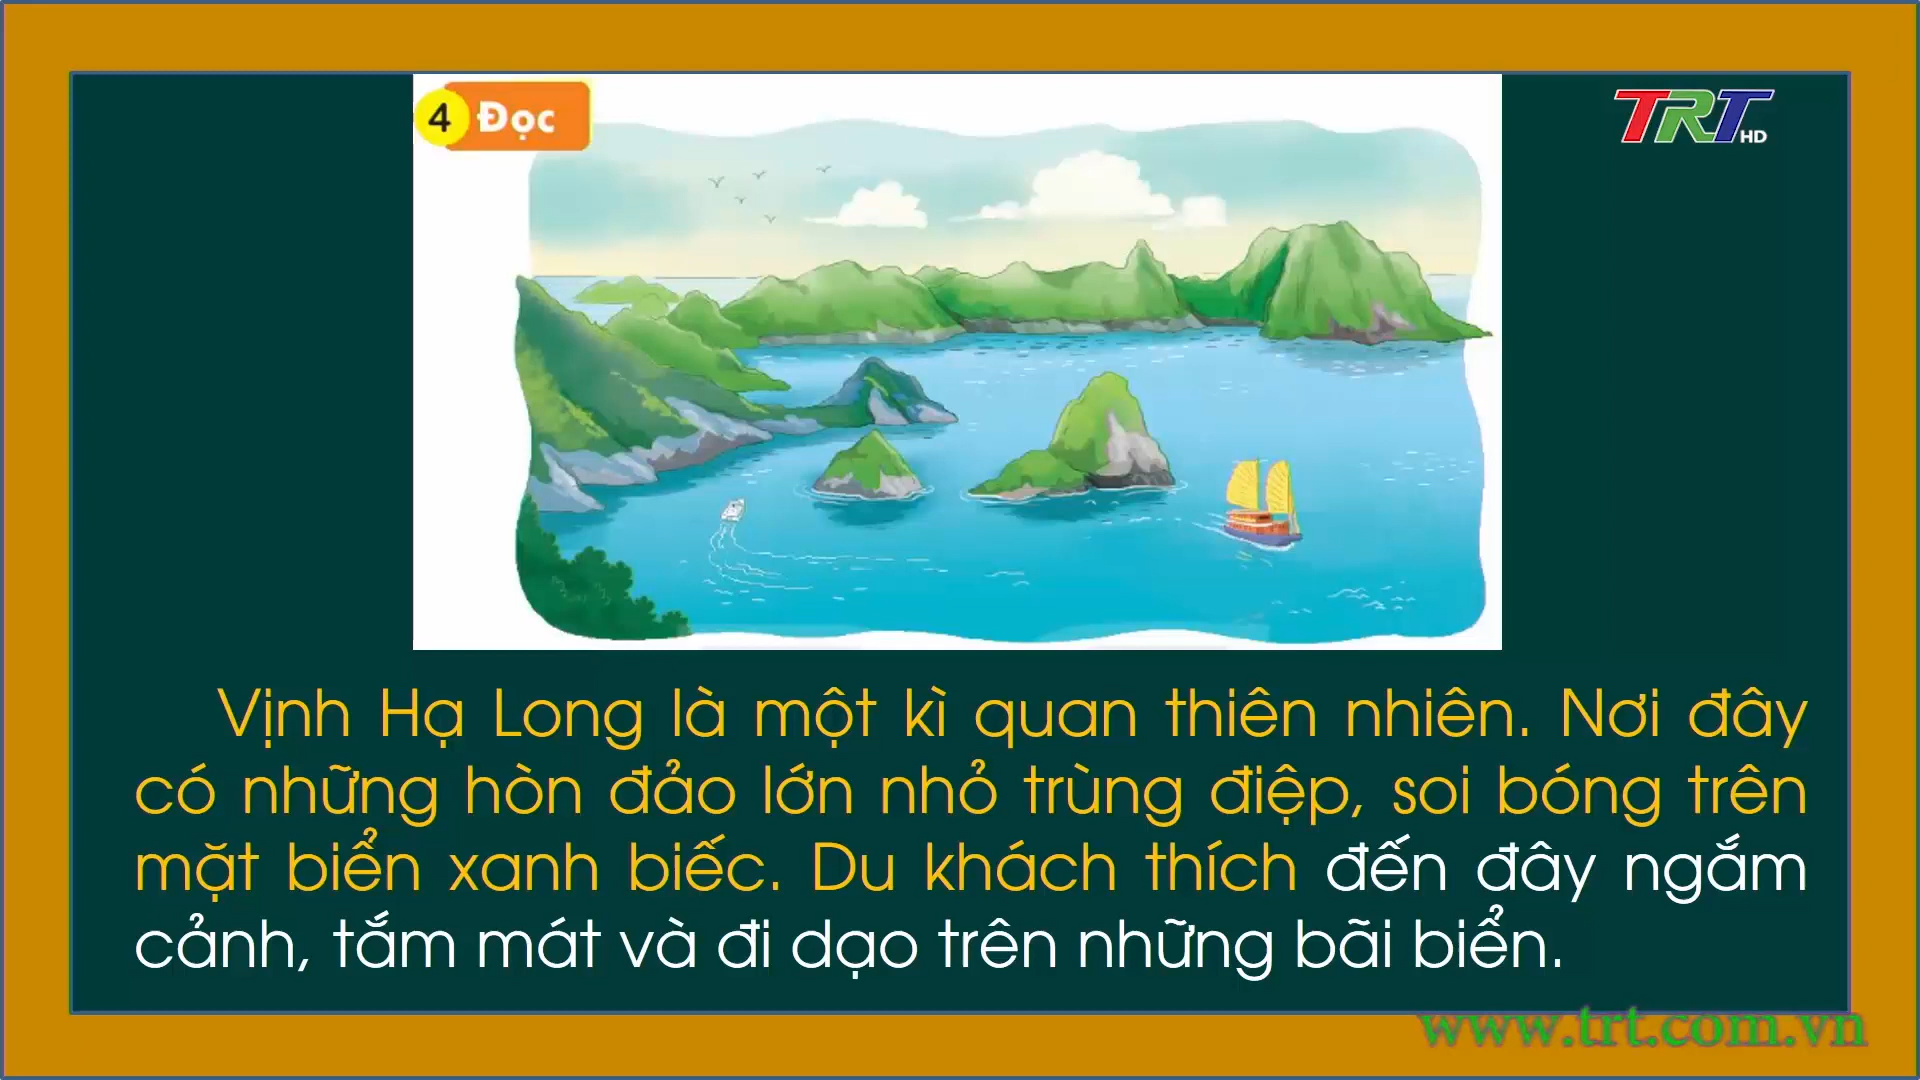 4 Đọc
TRT HD
Vịnh Hạ Long là một kì quan thiên nhiên. Nơi đây
có những hòn đảo lớn nhỏ trùng điệp, soi bóng trên
mặt biển xanh biếc. Du khách thích đến đây ngắm
cảnh, tắm mát và đi dạo trên những bãi biển.
www.trt.com.vn